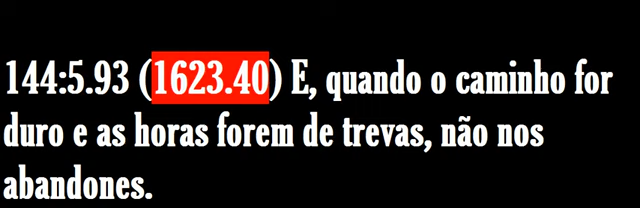 144:5.93 (1623.40) E, quando o caminho for
duro e as horas forem de trevas, não nos
abandones.